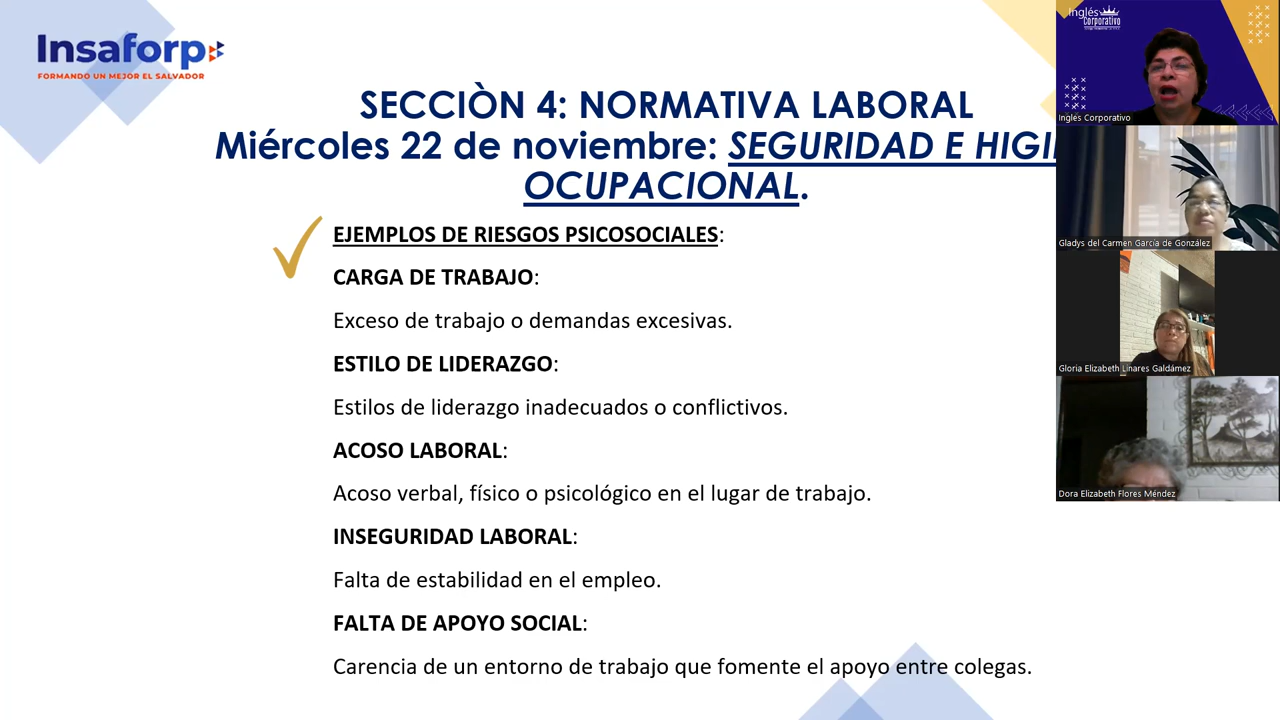 Insaforp
FORMANDO UN MEJOR EL SALVADOR
SECCIÒN 4: NORMATIVA LABORAL
Miércoles 22 de noviembre: SEGURIDAD E
OCUPACIONAL.
EJEMPLOS DE RIESGOS PSICOSOCIALES:
CARGA DE TRABAJO:
Exceso de trabajo o demandas excesivas.
ESTILO DE LIDERAZGO:
Estilos de liderazgo inadecuados o conflictivos.
ACOSO LABORAL:
Acoso verbal, físico o psicológico en el lugar de trabajo.
INSEGURIDAD LABORAL:
Falta de estabilidad en el empleo.
FALTA DE APOYO SOCIAL:
Carencia de un entorno de trabajo que fomente el apoyo entre colegas.
Inglés
Corporativo
Inglés Corporativo
Gladys del Carmen García de González
Gloria Elizabeth Linares Galdámez
Dora Elizabeth Flores Méndez